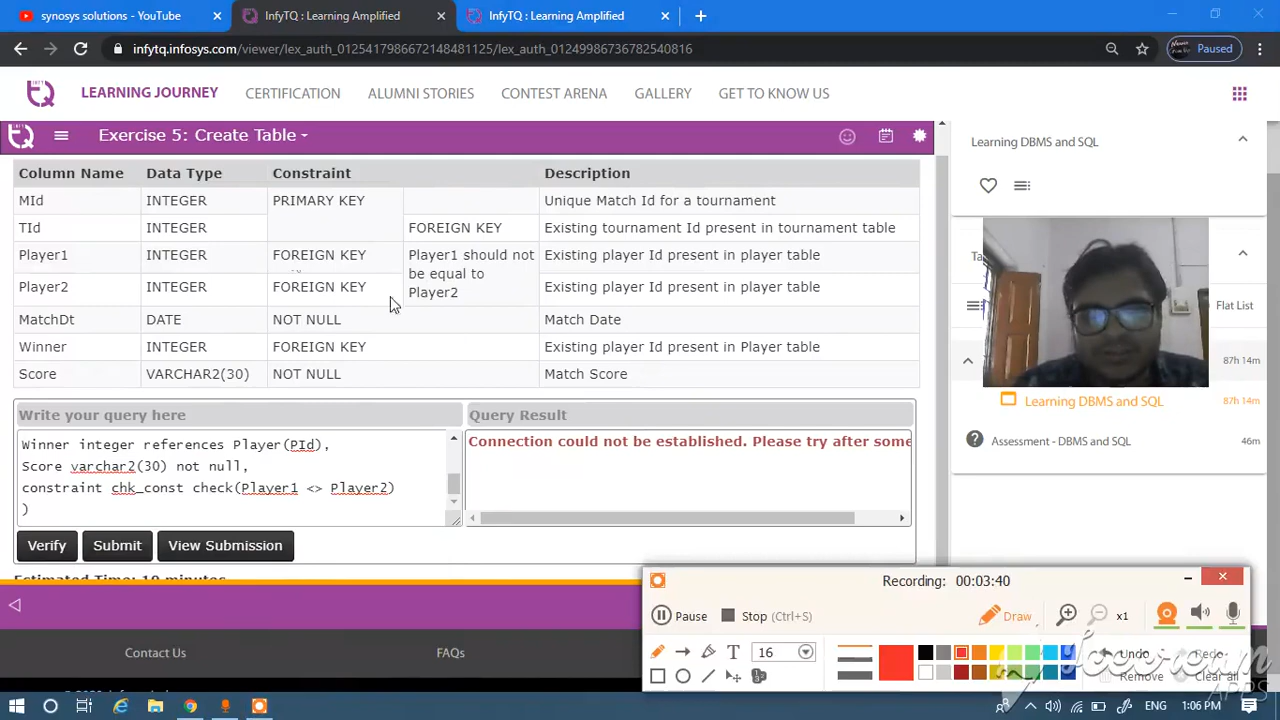 synosys solutions - YouTube
InfyTQ : Learning Amplified
InfyTQ : Learning Amplified
infytq.infosys.com/viewer/lex_auth_012541798667214848​1125/lex_auth_01249986736782540816
Paused
LEARNING JOURNEY CERTIFICATION ALUMNI STORIES CONTEST ARENA GALLERY GET TO KNOW US
Exercise 5: Create Table
Learning DBMS and SQL
Column Name Data Type Constraint Description
MId INTEGER PRIMARY KEY Unique Match Id for a tournament
TId INTEGER FOREIGN KEY Existing tournament Id present in tournament table
Player1 INTEGER FOREIGN KEY Player1 should not be equal to Player2 Existing player Id present in player table
Player2 INTEGER FOREIGN KEY Existing player Id present in player table
MatchDt DATE NOT NULL Match Date
Winner INTEGER FOREIGN KEY Existing player Id present in Player table
Score VARCHAR2(30) NOT NULL Match Score
Flat List
87h 14m
Learning DBMS and SQL 87h 14m
Assessment - DBMS and SQL 46m
Write your query here
Query Result
Winner integer references Player(PId),
Score varchar2(30) not null,
constraint chk_const check(Player1 <> Player2)
)
Connection could not be established. Please try after some
Verify Submit View Submission
Estimated Time: 10 minutes
Recording: 00:03:40
Pause Stop (Ctrl+S) Draw x1
T 16 Undo Redo
Remove Clear all
Icecream
APPS
Contact Us FAQs
ENG 1:06 PM